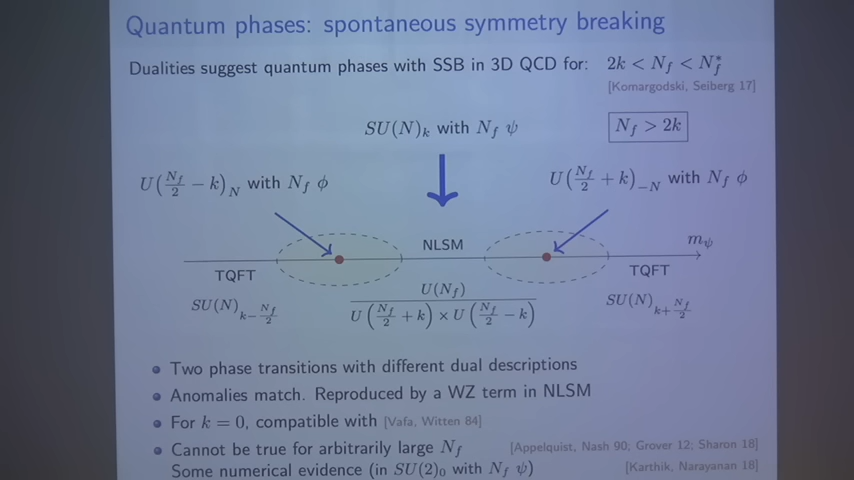 Quantum phases: spontaneous symmetry breaking
Dualities suggest quantum phases with SSB in 3D QCD for: 2k < N_f < N_f^*
[Komargodski, Seiberg 17]
SU(N)_k with N_f ψ
N_f > 2k
U(N_f/2 − k)_N with N_f φ
U(N_f/2 + k)_{−N} with N_f φ
NLSM
m_ψ
TQFT
TQFT
SU(N)_{k−N_f/2}
U(N_f) / U(N_f/2 + k) × U(N_f/2 − k)
SU(N)_{k+N_f/2}
Two phase transitions with different dual descriptions
Anomalies match. Reproduced by a WZ term in NLSM
For k = 0, compatible with [Vafa, Witten 84]
Cannot be true for arbitrarily large N_f [Appelquist, Nash 90; Grover 12; Sharon 18]
Some numerical evidence (in SU(2)_0 with N_f ψ) [Karthik, Narayanan 18]